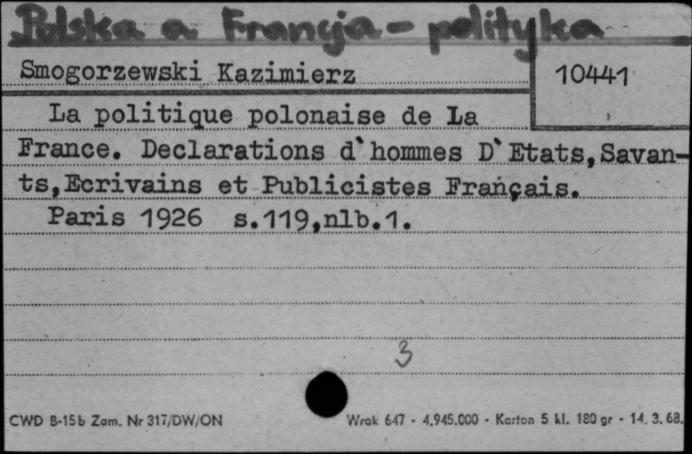 Polska a Francja - polityka
Smogorzewski Kazimierz
10441
La politique polonaise de La
France. Declarations d`hommes D`Etats,Savan-
ts,Ecrivains et Publicistes Français.
Paris 1926 s.119,nlb.1.
3
CWD B-15b Zam. Nr 317/DW/ON
Wrak 647 - 4.945.000 - Karton 5 kl. 180 gr - 14. 3. 68.